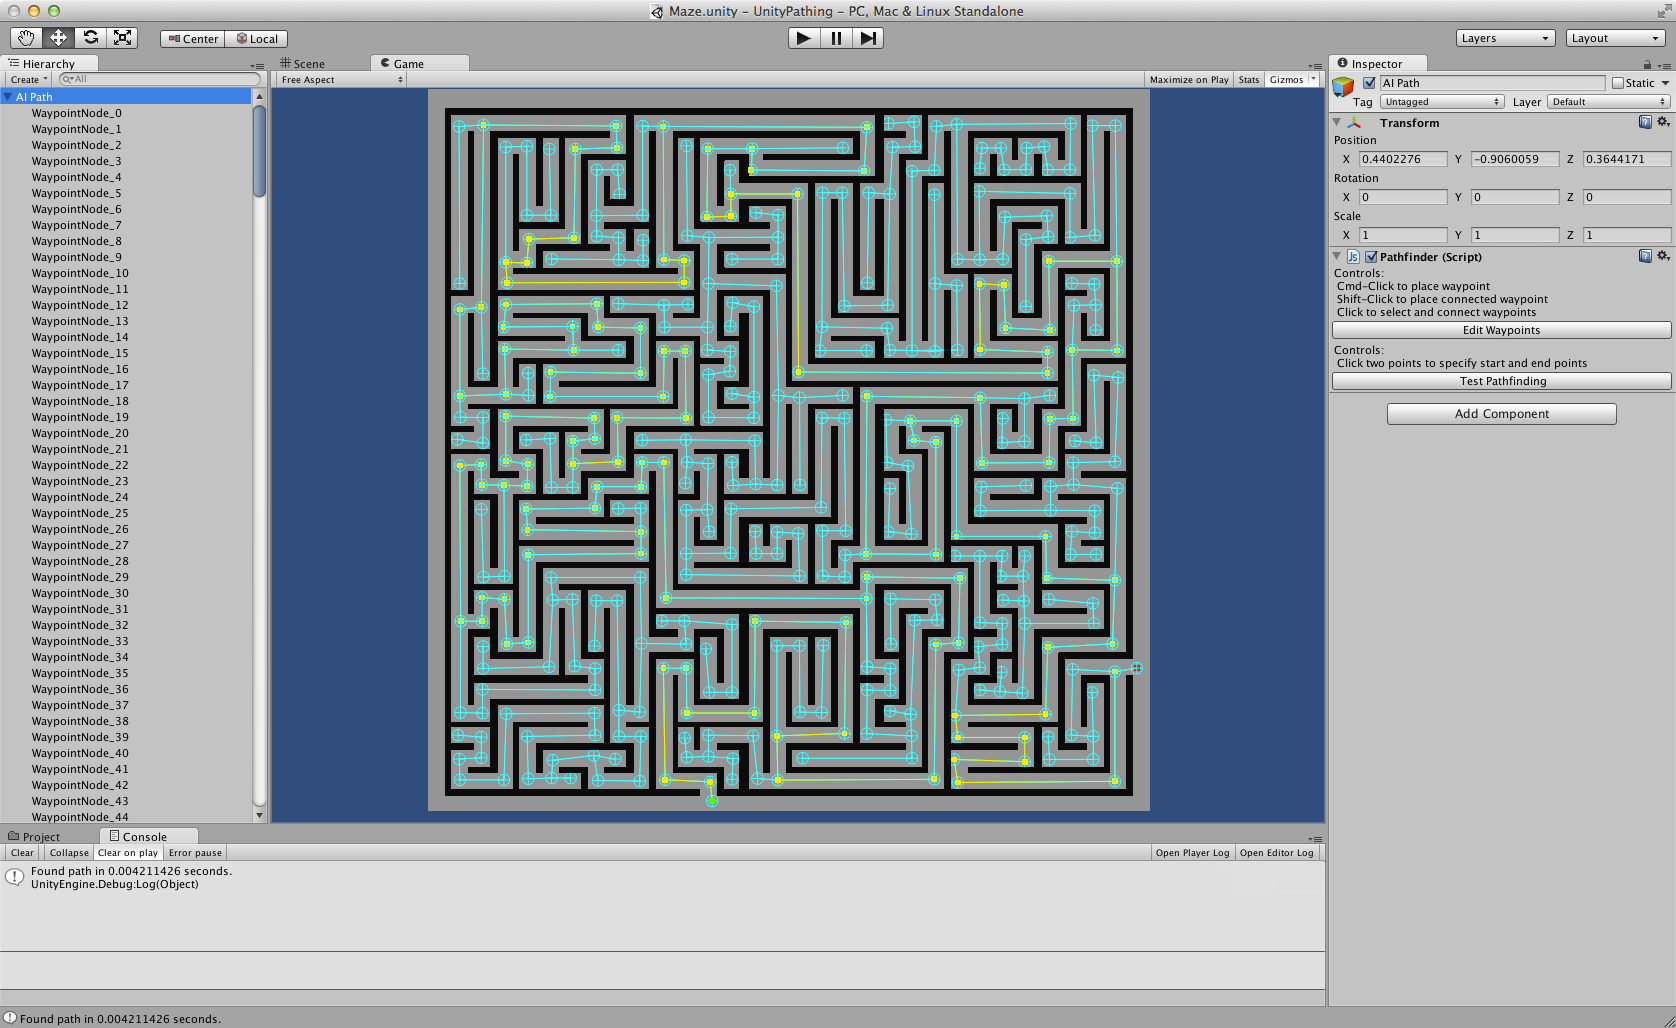 Maze.unity – UnityPathing – PC, Mac & Linux Standalone
Center Local
Layers Layout
Hierarchy
Create All
AI Path
WaypointNode_0
WaypointNode_1
WaypointNode_2
WaypointNode_3
WaypointNode_4
WaypointNode_5
WaypointNode_6
WaypointNode_7
WaypointNode_8
WaypointNode_9
WaypointNode_10
WaypointNode_11
WaypointNode_12
WaypointNode_13
WaypointNode_14
WaypointNode_15
WaypointNode_16
WaypointNode_17
WaypointNode_18
WaypointNode_19
WaypointNode_20
WaypointNode_21
WaypointNode_22
WaypointNode_23
WaypointNode_24
WaypointNode_25
WaypointNode_26
WaypointNode_27
WaypointNode_28
WaypointNode_29
WaypointNode_30
WaypointNode_31
WaypointNode_32
WaypointNode_33
WaypointNode_34
WaypointNode_35
WaypointNode_36
WaypointNode_37
WaypointNode_38
WaypointNode_39
WaypointNode_40
WaypointNode_41
WaypointNode_42
WaypointNode_43
WaypointNode_44
Scene Game
Free Aspect Maximize on Play Stats Gizmos
Inspector
AI Path Static
Tag Untagged Layer Default
Transform
Position
X 0.4402276 Y -0.9060059 Z 0.3644171
Rotation
X 0 Y 0 Z 0
Scale
X 1 Y 1 Z 1
Pathfinder (Script)
Controls:
Cmd-Click to place waypoint
Shift-Click to place connected waypoint
Click to select and connect waypoints
Edit Waypoints
Controls:
Click two points to specify start and end points
Test Pathfinding
Add Component
Project Console
Clear Collapse Clear on play Error pause Open Player Log Open Editor Log
Found path in 0.004211426 seconds.
UnityEngine.Debug:Log(Object)
Found path in 0.004211426 seconds.